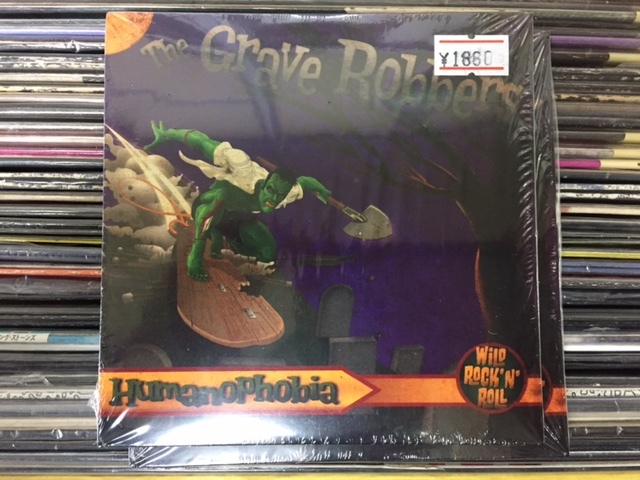 The Grave Robbers
¥1860
Humanophobia
WILD
ROCK'N'
ROLL